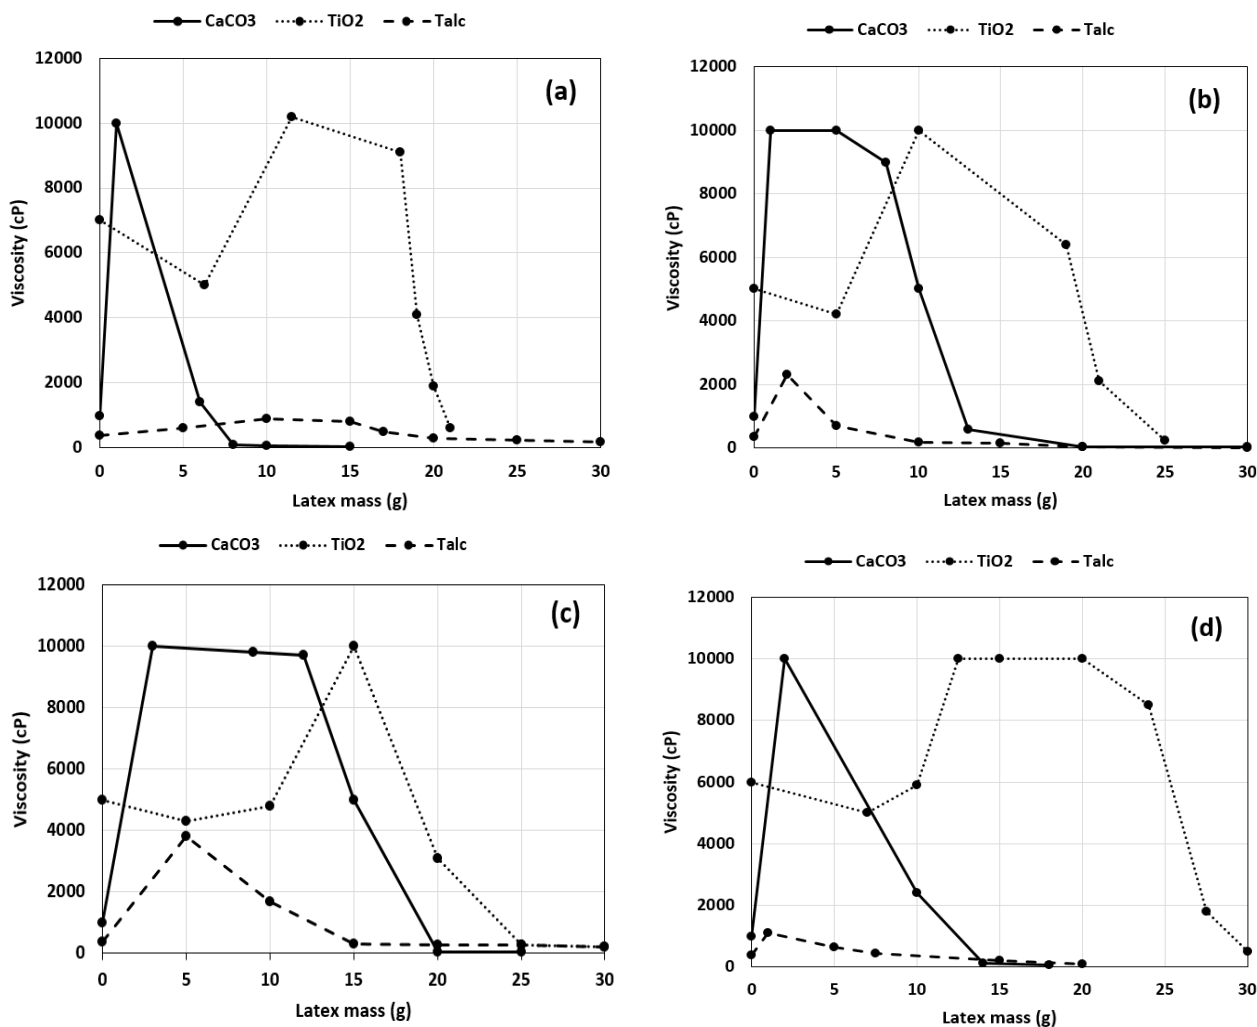 CaCO3 TiO2 Talc
(a)
12000
10000
8000
6000
4000
2000
0
Viscosity (cP)
0 5 10 15 20 25 30
Latex mass (g)
CaCO3 TiO2 Talc
(b)
12000
10000
8000
6000
4000
2000
0
Viscosity (cP)
0 5 10 15 20 25 30
Latex mass (g)
CaCO3 TiO2 Talc
(c)
12000
10000
8000
6000
4000
2000
0
Viscosity (cP)
0 5 10 15 20 25 30
Latex mass (g)
CaCO3 TiO2 Talc
(d)
12000
10000
8000
6000
4000
2000
0
Viscosity (cP)
0 5 10 15 20 25 30
Latex mass (g)